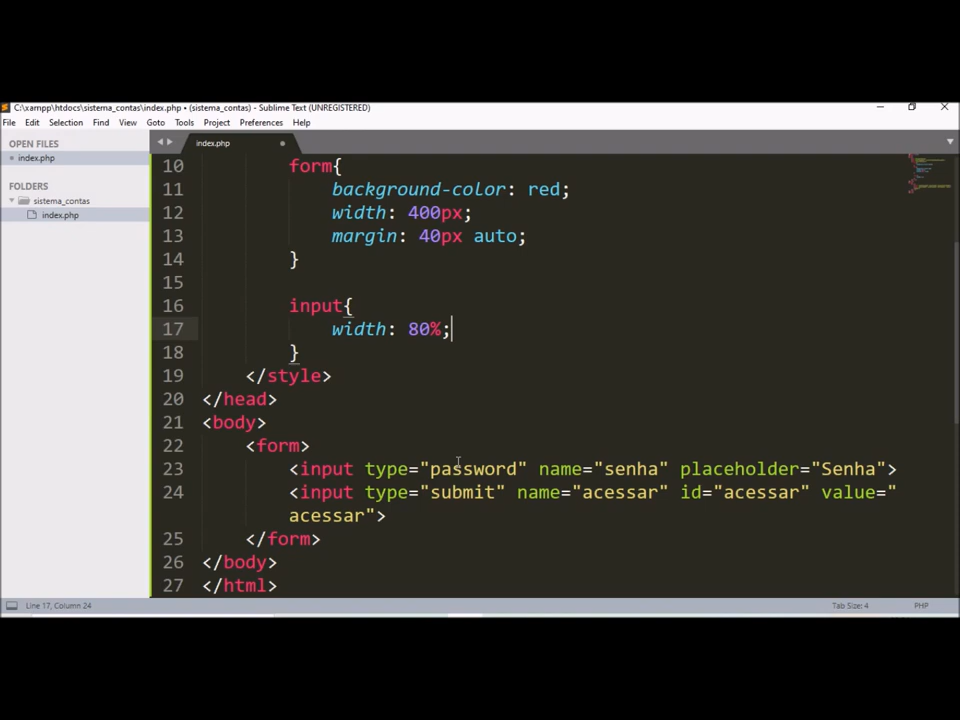 C:\xampp\htdocs\sistema_contas\index.php • (sistema_contas) - Sublime Text (UNREGISTERED)
File Edit Selection Find View Goto Tools Project Preferences Help
OPEN FILES
index.php
FOLDERS
sistema_contas
index.php
index.php
10 form{
11 background-color: red;
12 width: 400px;
13 margin: 40px auto;
14 }
15
16 input{
17 width: 80%;
18 }
19 </style>
20 </head>
21 <body>
22 <form>
23 <input type="password" name="senha" placeholder="Senha">
24 <input type="submit" name="acessar" id="acessar" value="
acessar">
25 </form>
26 </body>
27 </html>
Line 17, Column 24
Tab Size: 4
PHP